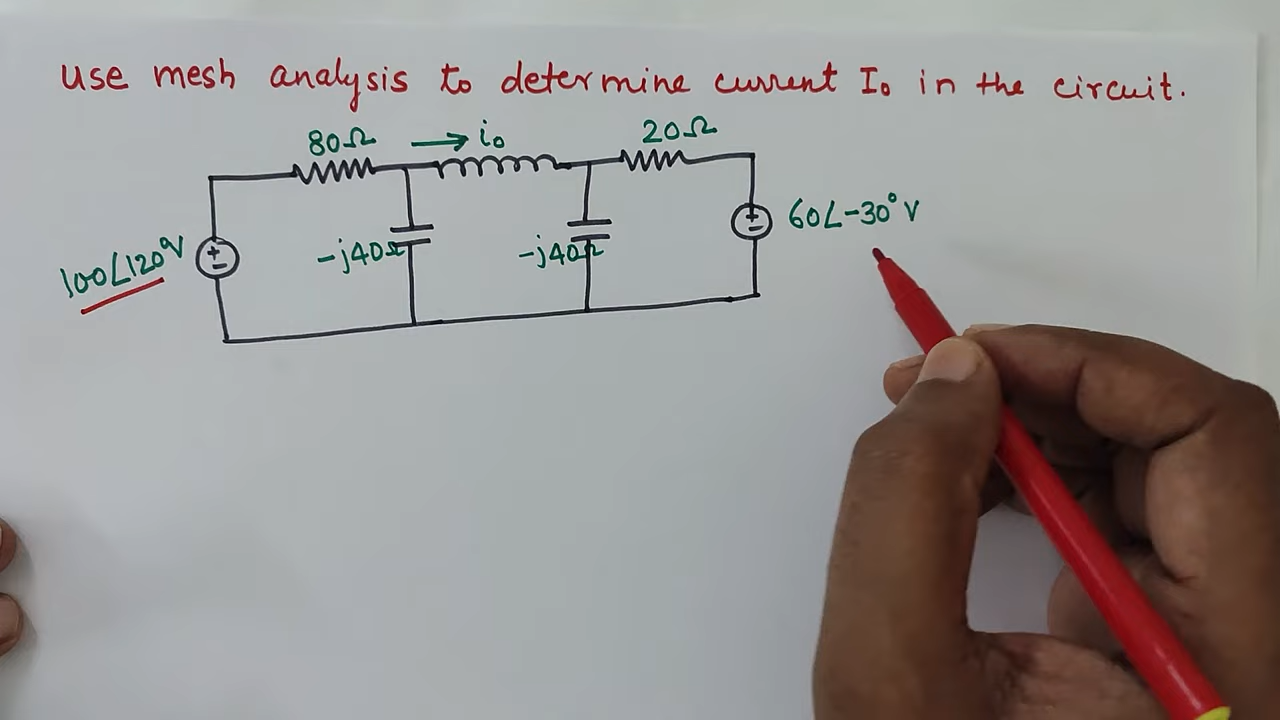 use mesh analysis to determine current I₀ in the circuit.
80Ω
i₀
20Ω
100∠120°V
-j40Ω
-j40Ω
60∠-30°V